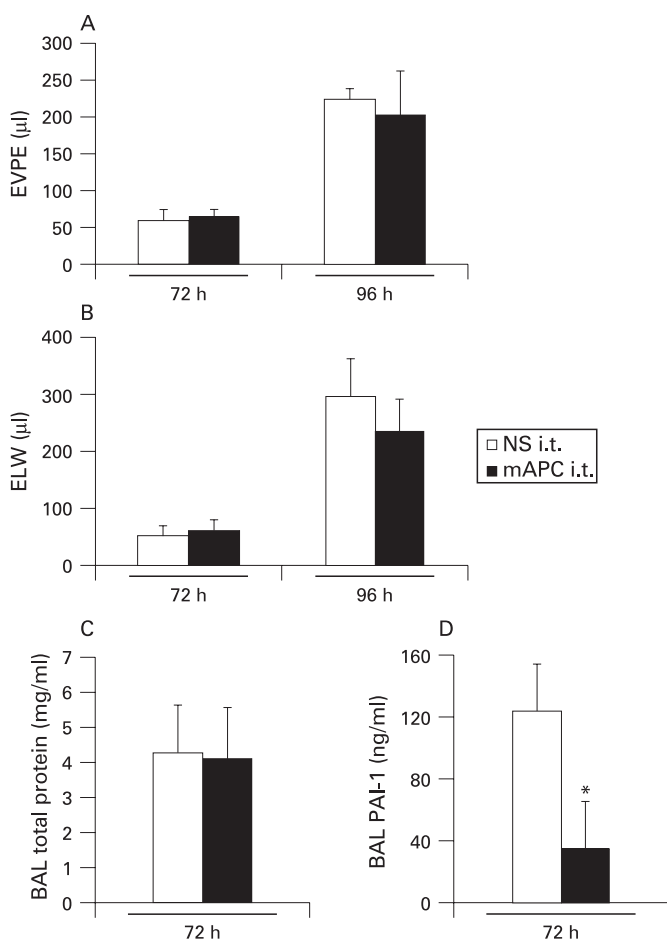 A
EVPE (µl)
300
250
200
150
100
50
0
72 h
96 h
B
ELW (µl)
400
300
200
100
0
72 h
96 h
NS i.t.
mAPC i.t.
C
BAL total protein (mg/ml)
7
6
5
4
3
2
1
0
72 h
D
BAL PAI-1 (ng/ml)
160
120
80
40
0
*
72 h